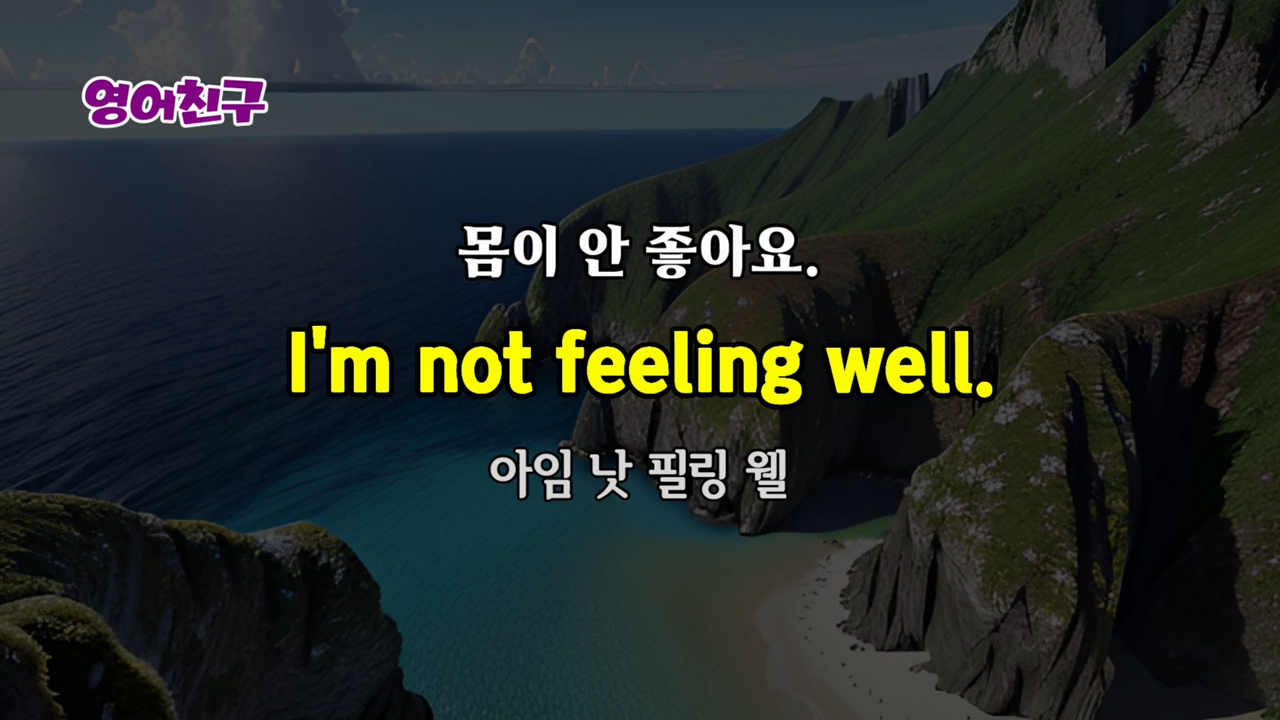 영어친구
몸이 안 좋아요.
I'm not feeling well.
아임 낫 필링 웰